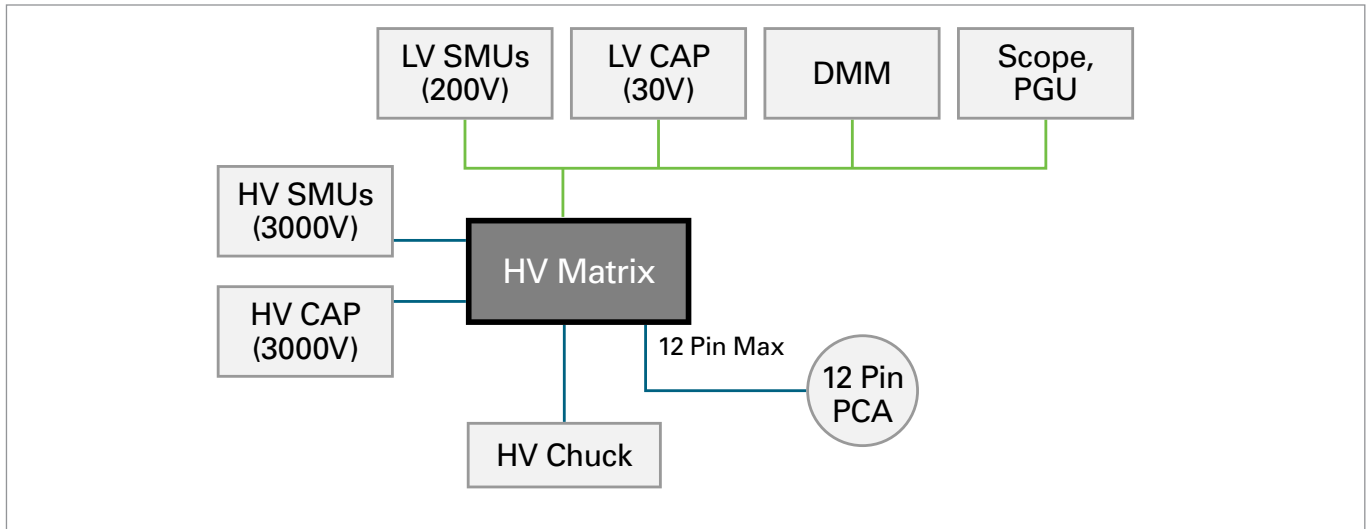 LV SMUs
(200V)
LV CAP
(30V)
DMM
Scope,
PGU
HV SMUs
(3000V)
HV Matrix
HV CAP
(3000V)
12 Pin Max
12 Pin
PCA
HV Chuck